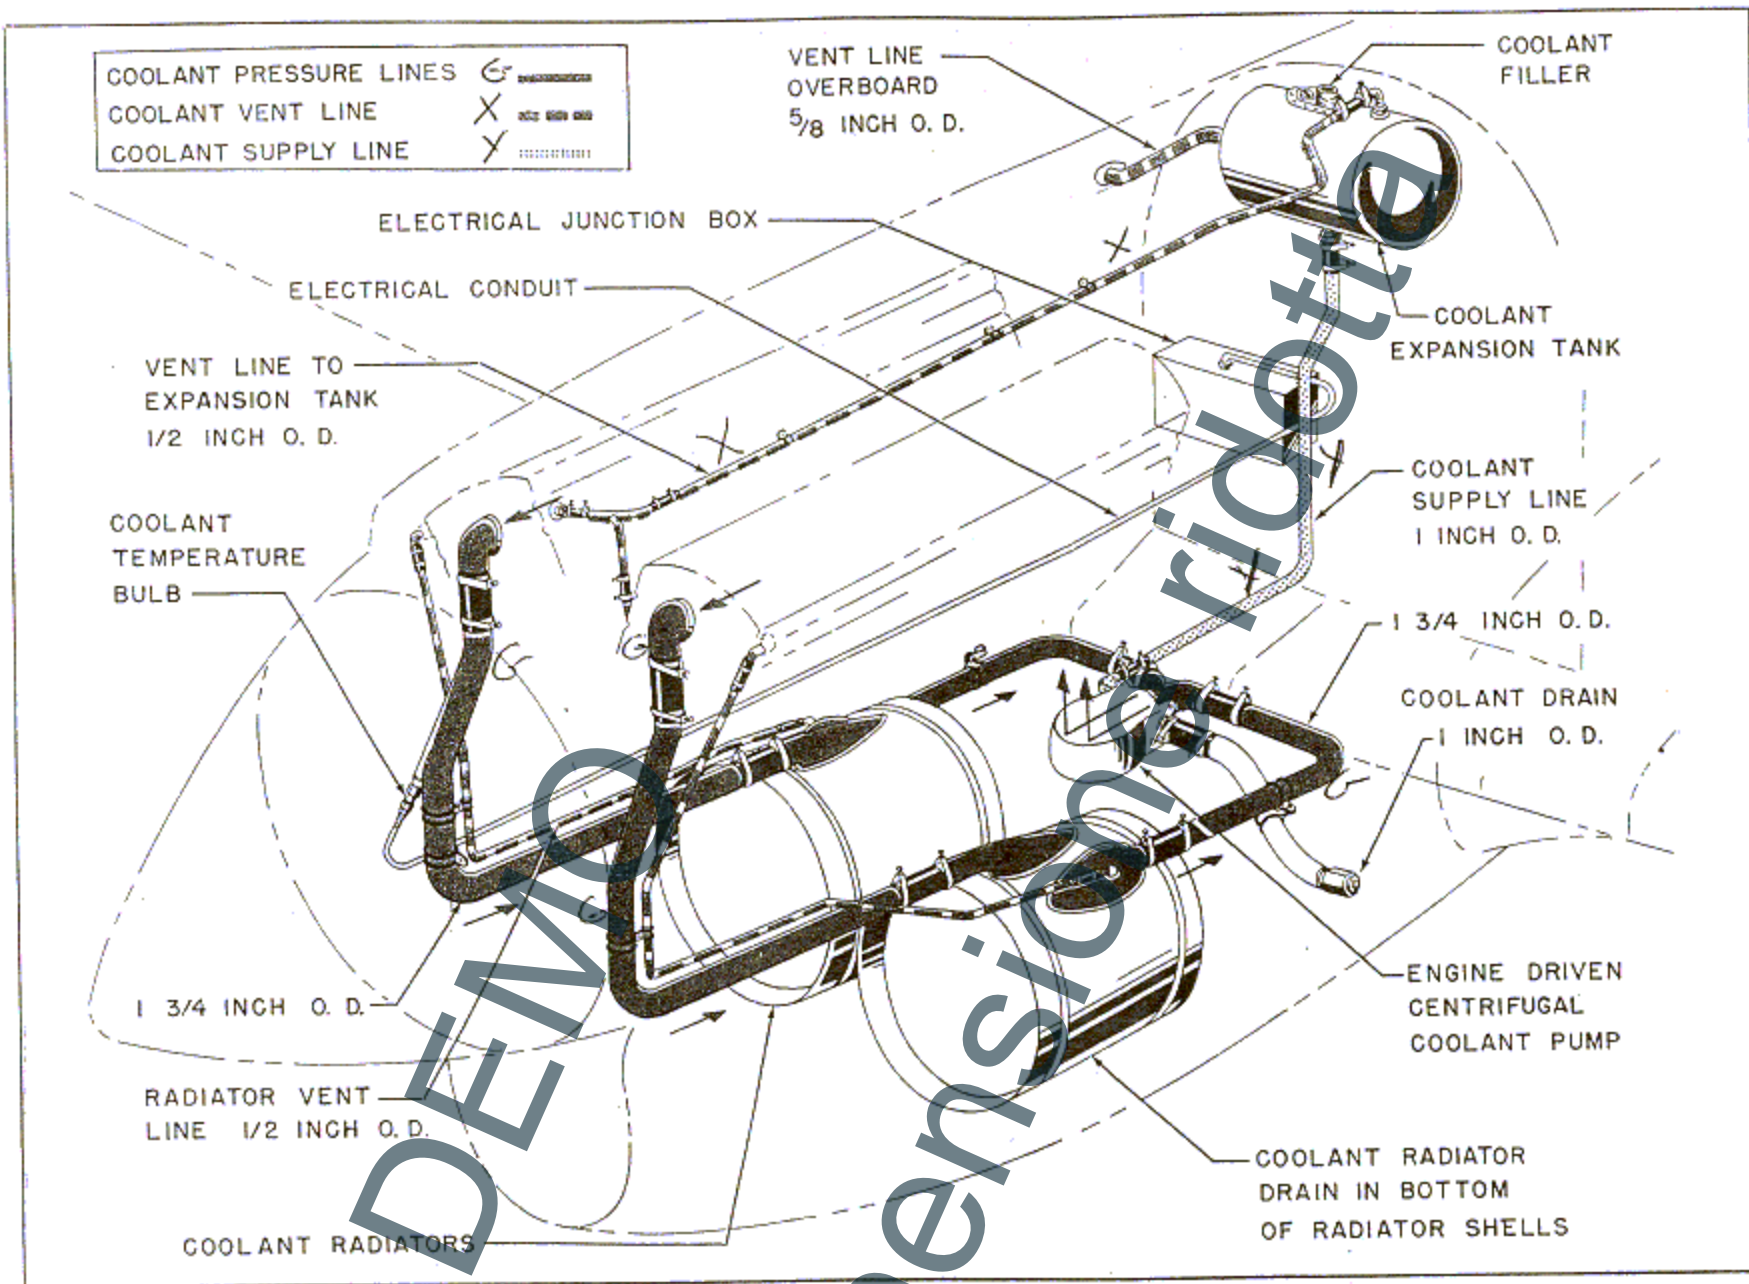 COOLANT PRESSURE LINES
COOLANT VENT LINE X
COOLANT SUPPLY LINE Y
VENT LINE
OVERBOARD
5/8 INCH O. D.
COOLANT
FILLER
ELECTRICAL JUNCTION BOX
X
ELECTRICAL CONDUIT
COOLANT
EXPANSION TANK
VENT LINE TO
EXPANSION TANK
1/2 INCH O. D.
X
COOLANT
SUPPLY LINE
1 INCH O. D.
COOLANT
TEMPERATURE
BULB
1 3/4 INCH O. D.
COOLANT DRAIN
1 INCH O. D.
1 3/4 INCH O. D.
ENGINE DRIVEN
CENTRIFUGAL
COOLANT PUMP
RADIATOR VENT
LINE 1/2 INCH O. D.
COOLANT RADIATOR
DRAIN IN BOTTOM
OF RADIATOR SHELLS
COOLANT RADIATORS
DEMO
ensione ridotta